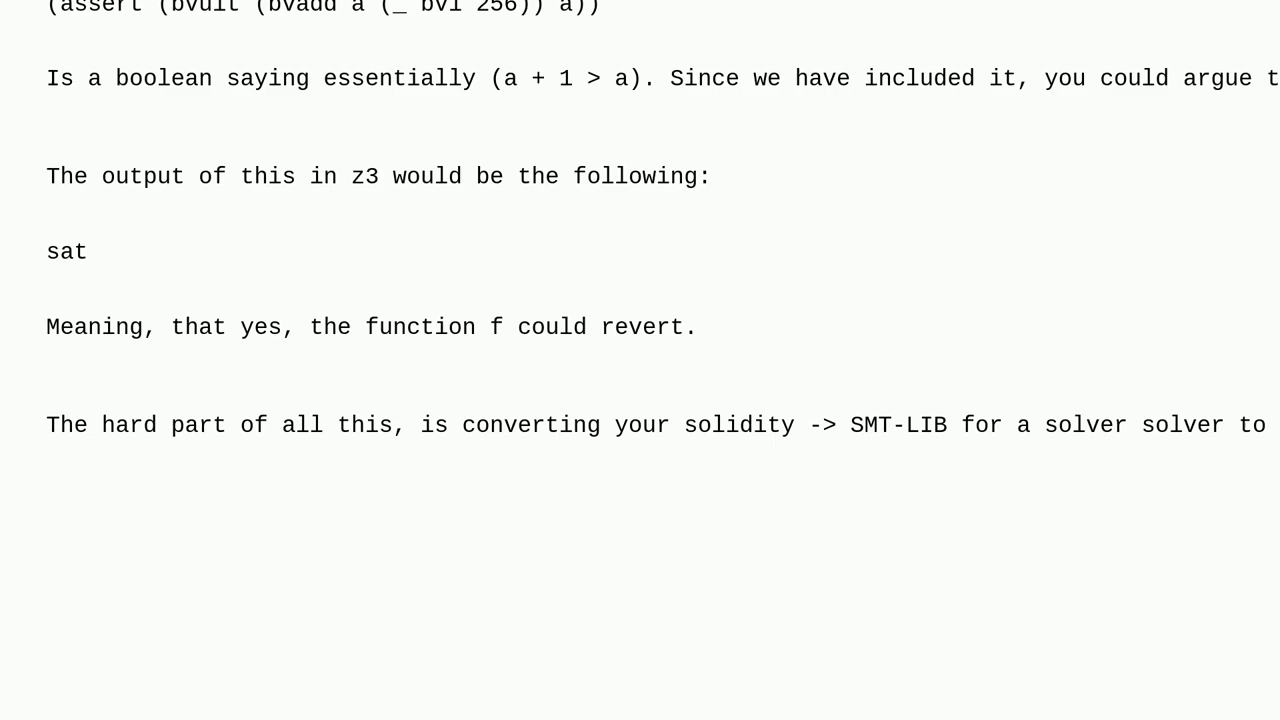 (assert (bvult (bvadd a (_ bv1 256)) a))
Is a boolean saying essentially (a + 1 > a). Since we have included it, you could argue t
The output of this in z3 would be the following:
sat
Meaning, that yes, the function f could revert.
The hard part of all this, is converting your solidity -> SMT-LIB for a solver solver to